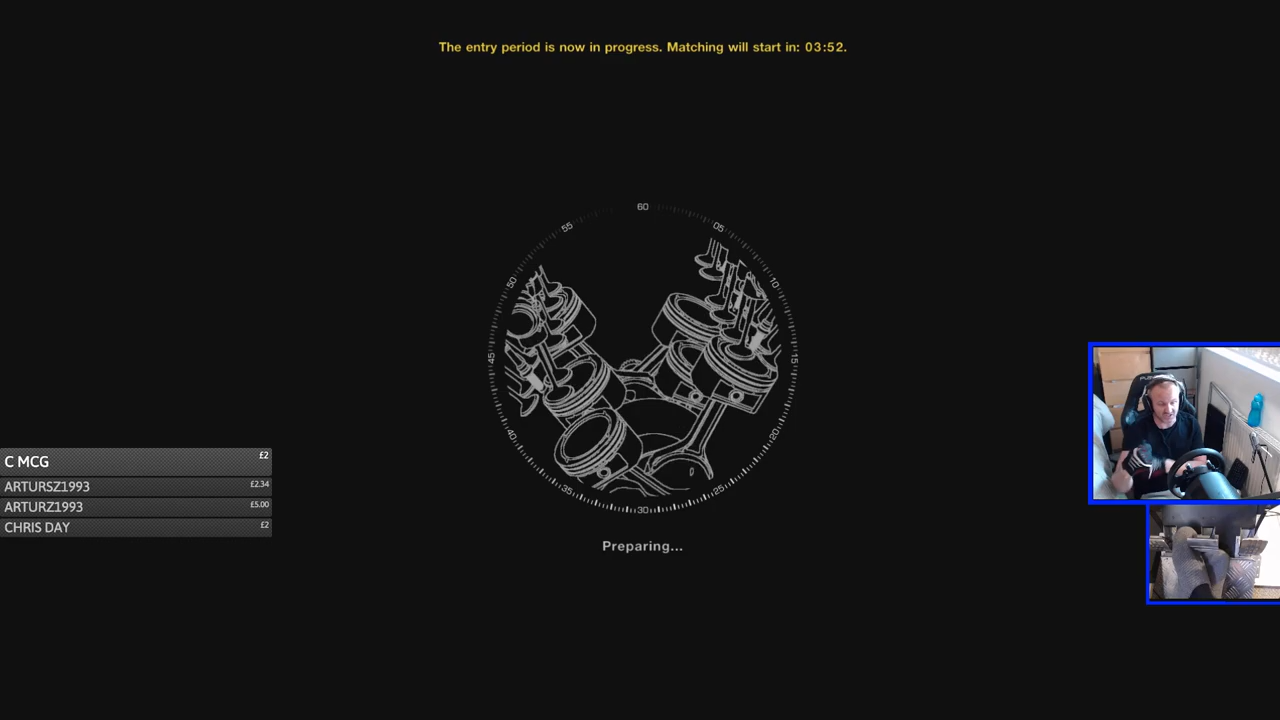 The entry period is now in progress. Matching will start in: 03:52.
60
55
05
50
10
45
15
40
20
35
25
30
Preparing...
C MCG £2
ARTURSZ1993 £2.34
ARTURZ1993 £5.00
CHRIS DAY £2